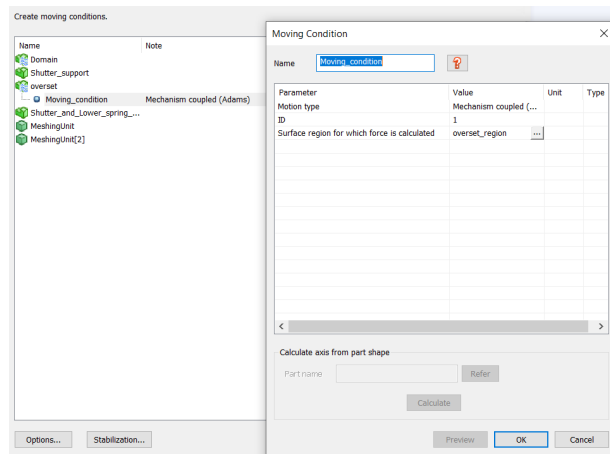 Create moving conditions.
Name Note
Domain
Shutter_support
overset
Moving_condition Mechanism coupled (Adams)
Shutter_and_Lower_spring_...
MeshingUnit
MeshingUnit[2]
Options... Stabilization...
Moving Condition
Name Moving_condition
Parameter Value Unit Type
Motion type Mechanism coupled (...
ID 1
Surface region for which force is calculated overset_region ...
Calculate axis from part shape
Part name Refer
Calculate
Preview OK Cancel